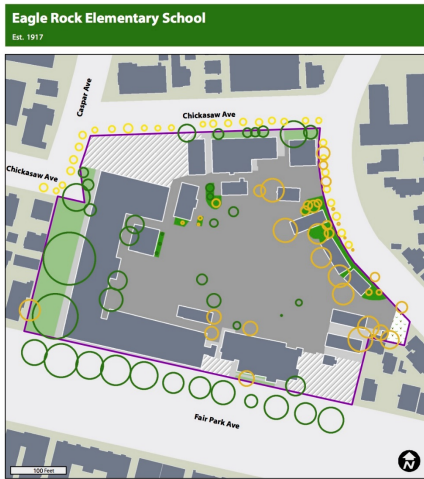 Eagle Rock Elementary School
Est. 1917
Caspar Ave
Chickasaw Ave
Chickasaw Ave
Fair Park Ave
100 Feet
N